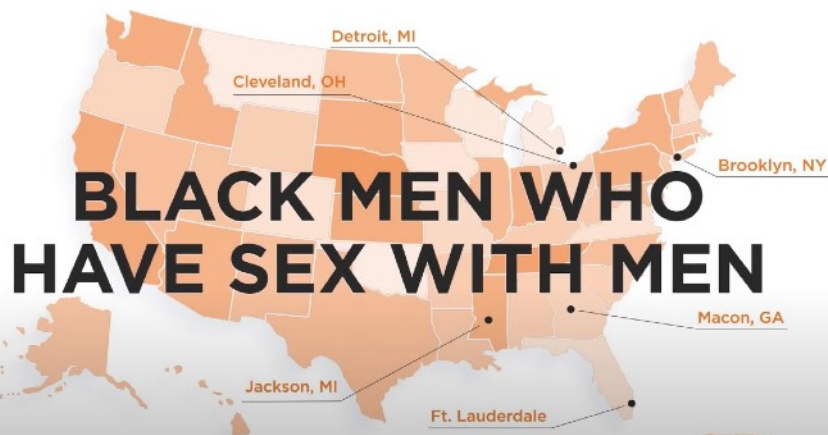 Detroit, MI
Cleveland, OH
Brooklyn, NY
BLACK MEN WHO
HAVE SEX WITH MEN
Macon, GA
Jackson, MI
Ft. Lauderdale